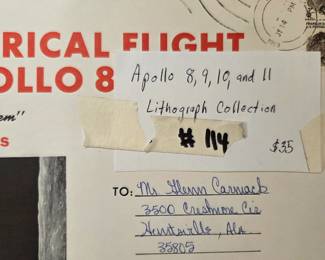 RICAL FLIGHT
OLLO 8
em"
S
Apollo 8, 9, 10, and 11
Lithograph Collection
# 114
$35
TO: Mr Glenn Carmack
3500 Crestmore Cir
Huntsville, Ala
35805